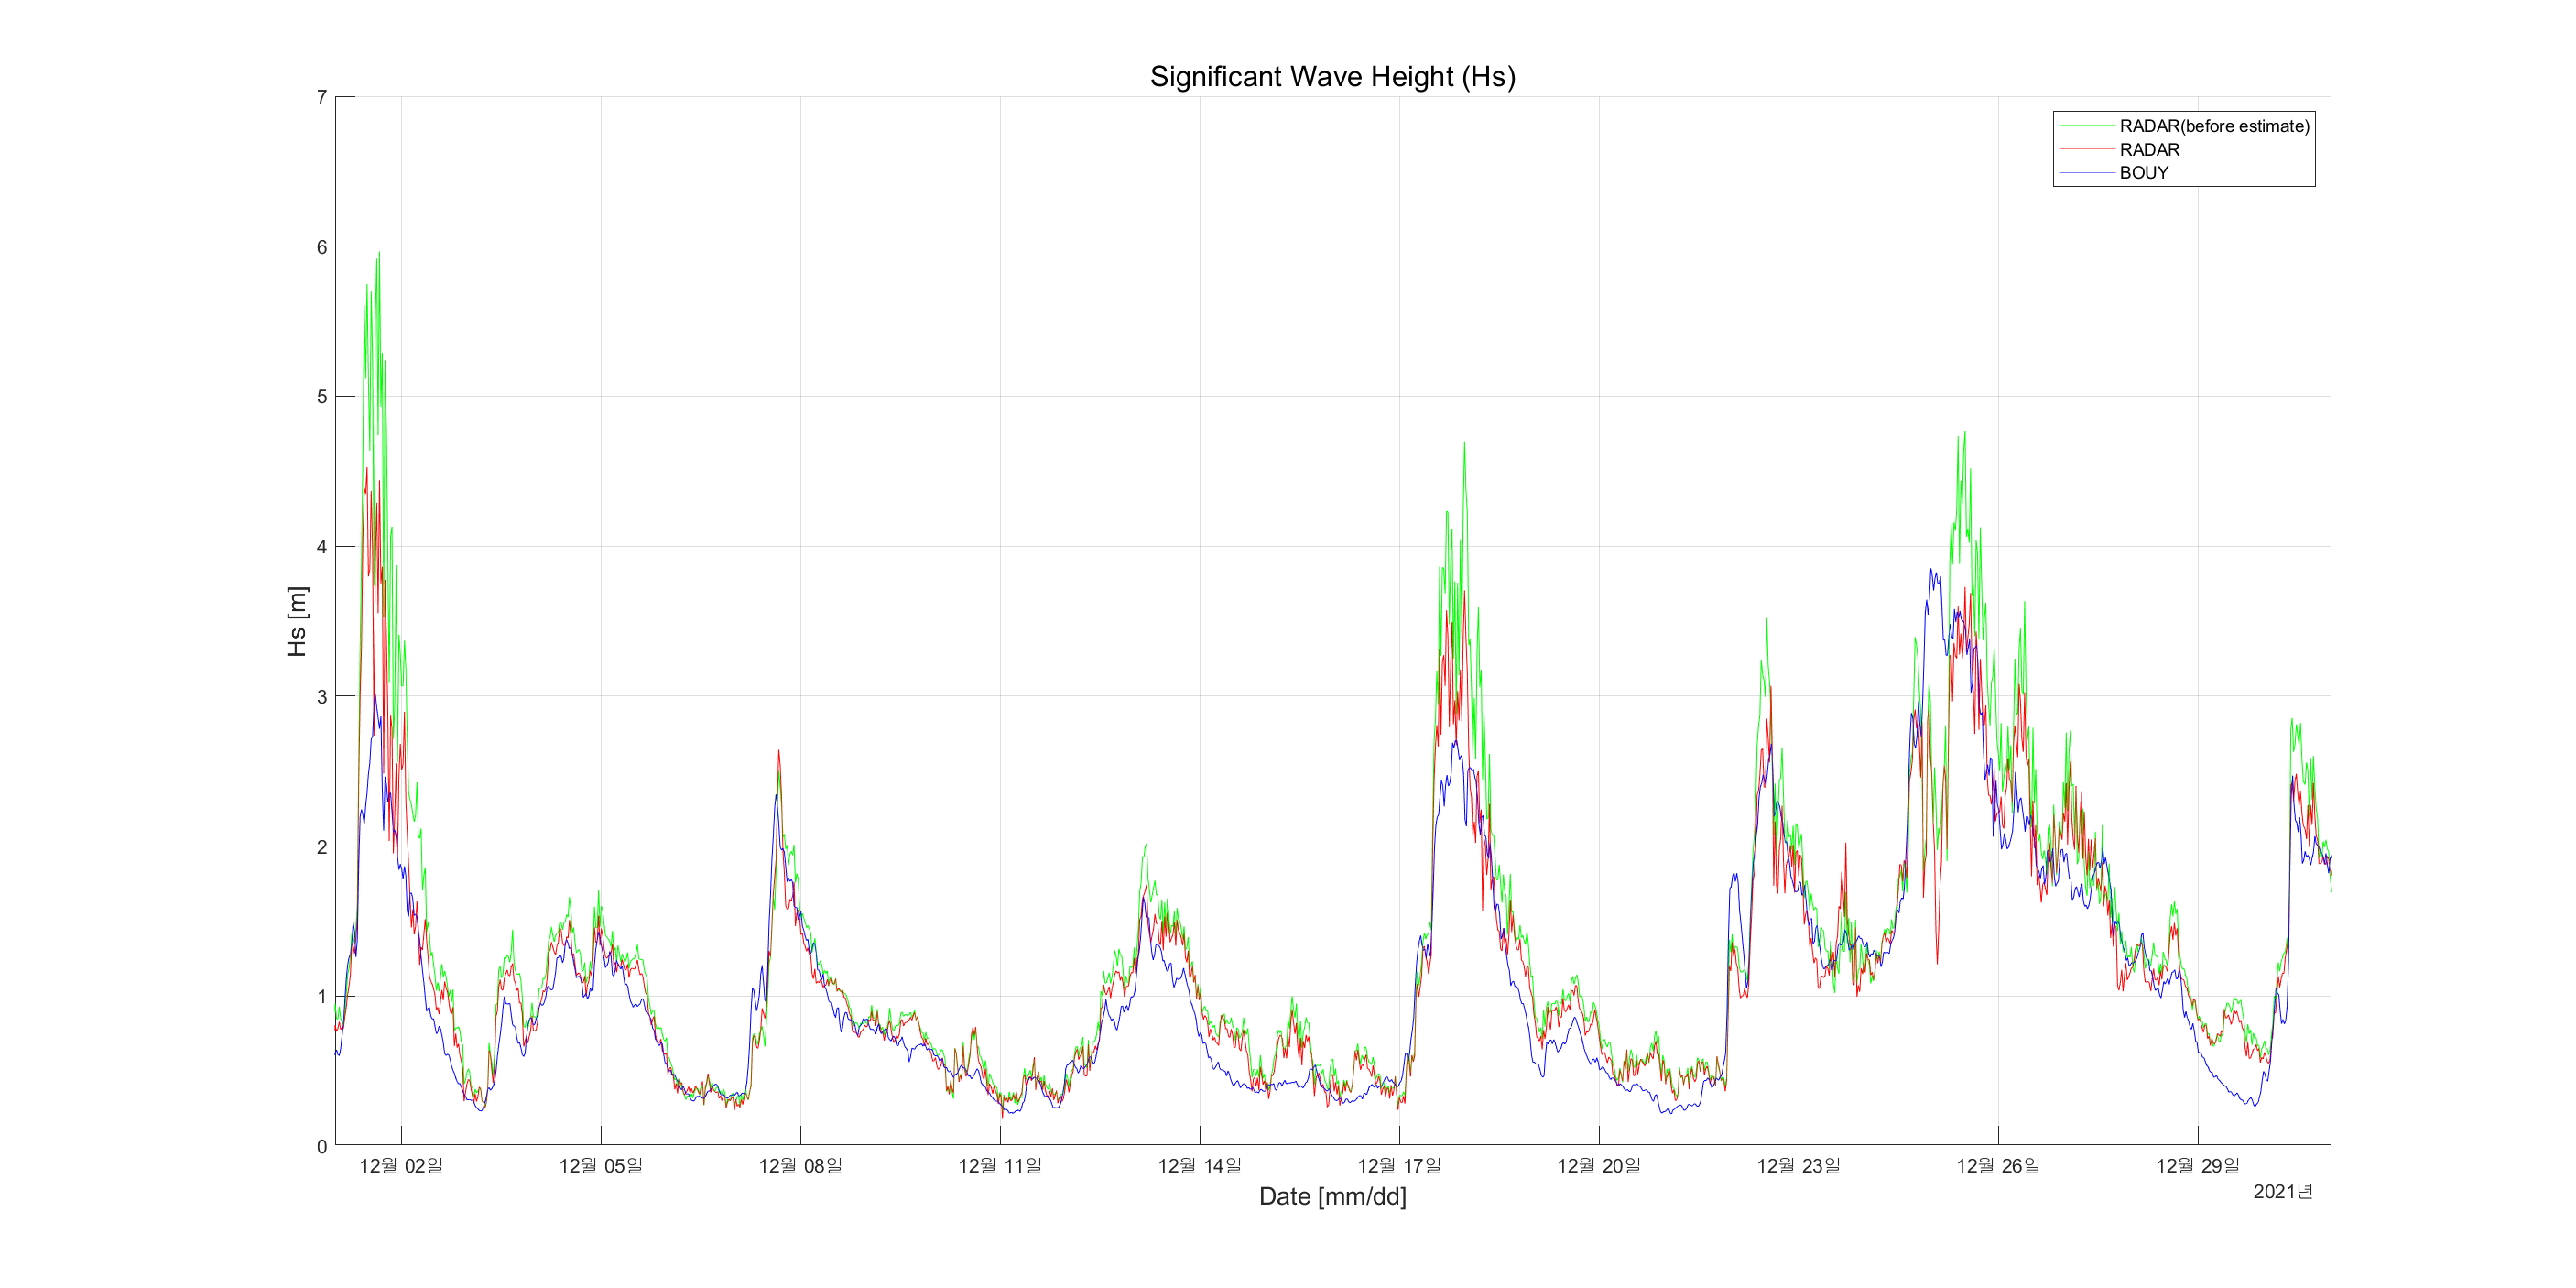 Significant Wave Height (Hs)
7
6
5
4
3
2
1
0
Hs [m]
RADAR(before estimate)
RADAR
BOUY
12월 02일 12월 05일 12월 08일 12월 11일 12월 14일 12월 17일 12월 20일 12월 23일 12월 26일 12월 29일
2021년
Date [mm/dd]